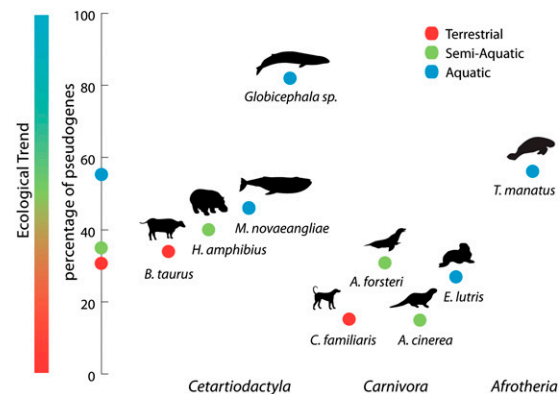 100
80
60
40
20
0
Ecological Trend
percentage of pseudogenes
Terrestrial
Semi-Aquatic
Aquatic
Globicephala sp.
T. manatus
M. novaeangliae
H. amphibius
B. taurus
A. forsteri
E. lutris
C. familiaris
A. cinerea
Cetartiodactyla
Carnivora
Afrotheria